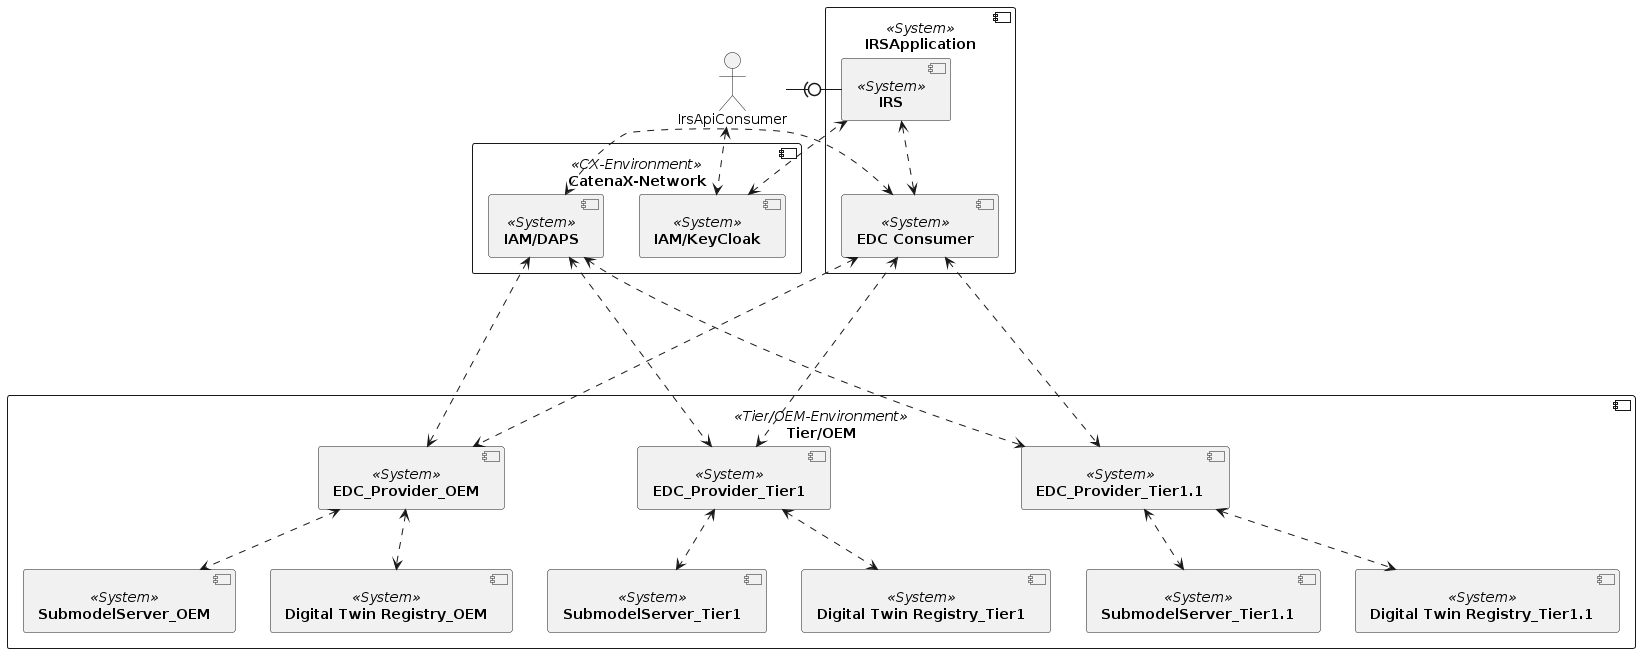 «System»
IRSApplication
«System»
IRS
IrsApiConsumer
«CX-Environment»
CatenaX-Network
«System»
IAM/DAPS
«System»
IAM/KeyCloak
«System»
EDC Consumer
«Tier/OEM-Environment»
Tier/OEM
«System»
EDC_Provider_OEM
«System»
EDC_Provider_Tier1
«System»
EDC_Provider_Tier1.1
«System»
SubmodelServer_OEM
«System»
Digital Twin Registry_OEM
«System»
SubmodelServer_Tier1
«System»
Digital Twin Registry_Tier1
«System»
SubmodelServer_Tier1.1
«System»
Digital Twin Registry_Tier1.1